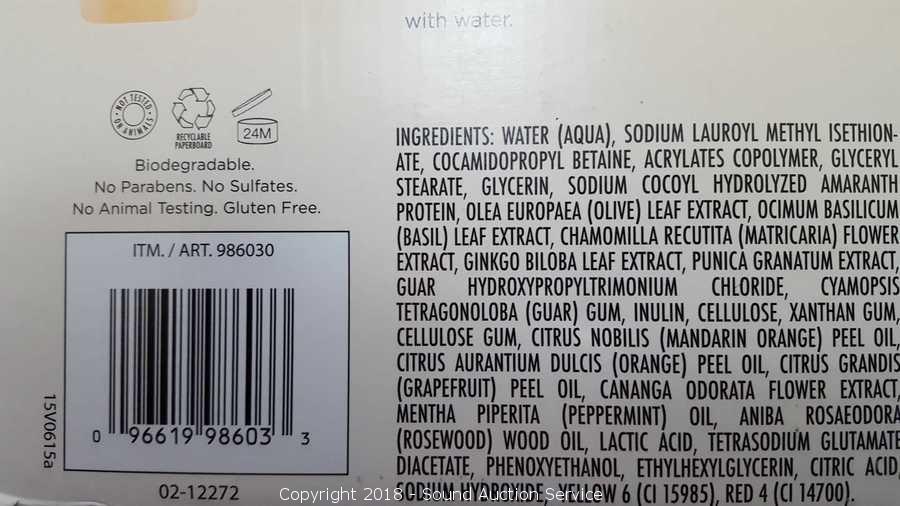 with water.
NOT TESTED
ON ANIMALS
RECYCLABLE
PAPERBOARD
24M
Biodegradable.
No Parabens. No Sulfates.
No Animal Testing. Gluten Free.
ITM. / ART. 986030
0 96619 98603 3
15V0615a
02-12272
INGREDIENTS: WATER (AQUA), SODIUM LAUROYL METHYL ISETHION-
ATE, COCAMIDOPROPYL BETAINE, ACRYLATES COPOLYMER, GLYCERYL
STEARATE, GLYCERIN, SODIUM COCOYL HYDROLYZED AMARANTH
PROTEIN, OLEA EUROPAEA (OLIVE) LEAF EXTRACT, OCIMUM BASILICUM
(BASIL) LEAF EXTRACT, CHAMOMILLA RECUTITA (MATRICARIA) FLOWER
EXTRACT, GINKGO BILOBA LEAF EXTRACT, PUNICA GRANATUM EXTRACT,
GUAR HYDROXYPROPYLTRIMONIUM CHLORIDE, CYAMOPSIS
TETRAGONOLOBA (GUAR) GUM, INULIN, CELLULOSE, XANTHAN GUM,
CELLULOSE GUM, CITRUS NOBILIS (MANDARIN ORANGE) PEEL OIL,
CITRUS AURANTIUM DULCIS (ORANGE) PEEL OIL, CITRUS GRANDIS
(GRAPEFRUIT) PEEL OIL, CANANGA ODORATA FLOWER EXTRACT,
MENTHA PIPERITA (PEPPERMINT) OIL, ANIBA ROSAEODORA
(ROSEWOOD) WOOD OIL, LACTIC ACID, TETRASODIUM GLUTAMATE
DIACETATE, PHENOXYETHANOL, ETHYLHEXYLGLYCERIN, CITRIC ACID,
SODIUM HYDROXIDE, YELLOW 6 (CI 15985), RED 4 (CI 14700).
Copyright 2018 - Sound Auction Service